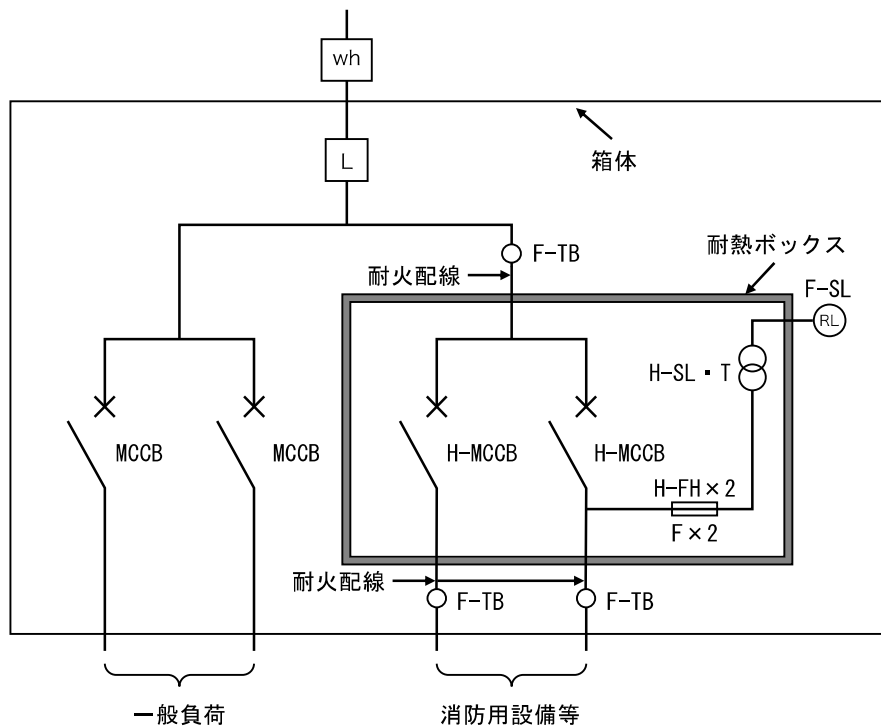 wh
箱体
L
耐熱ボックス
F-TB
耐火配線
F-SL
RL
H-SL・T
MCCB
MCCB
H-MCCB
H-MCCB
H-FH×2
F×2
耐火配線
F-TB
F-TB
一般負荷
消防用設備等